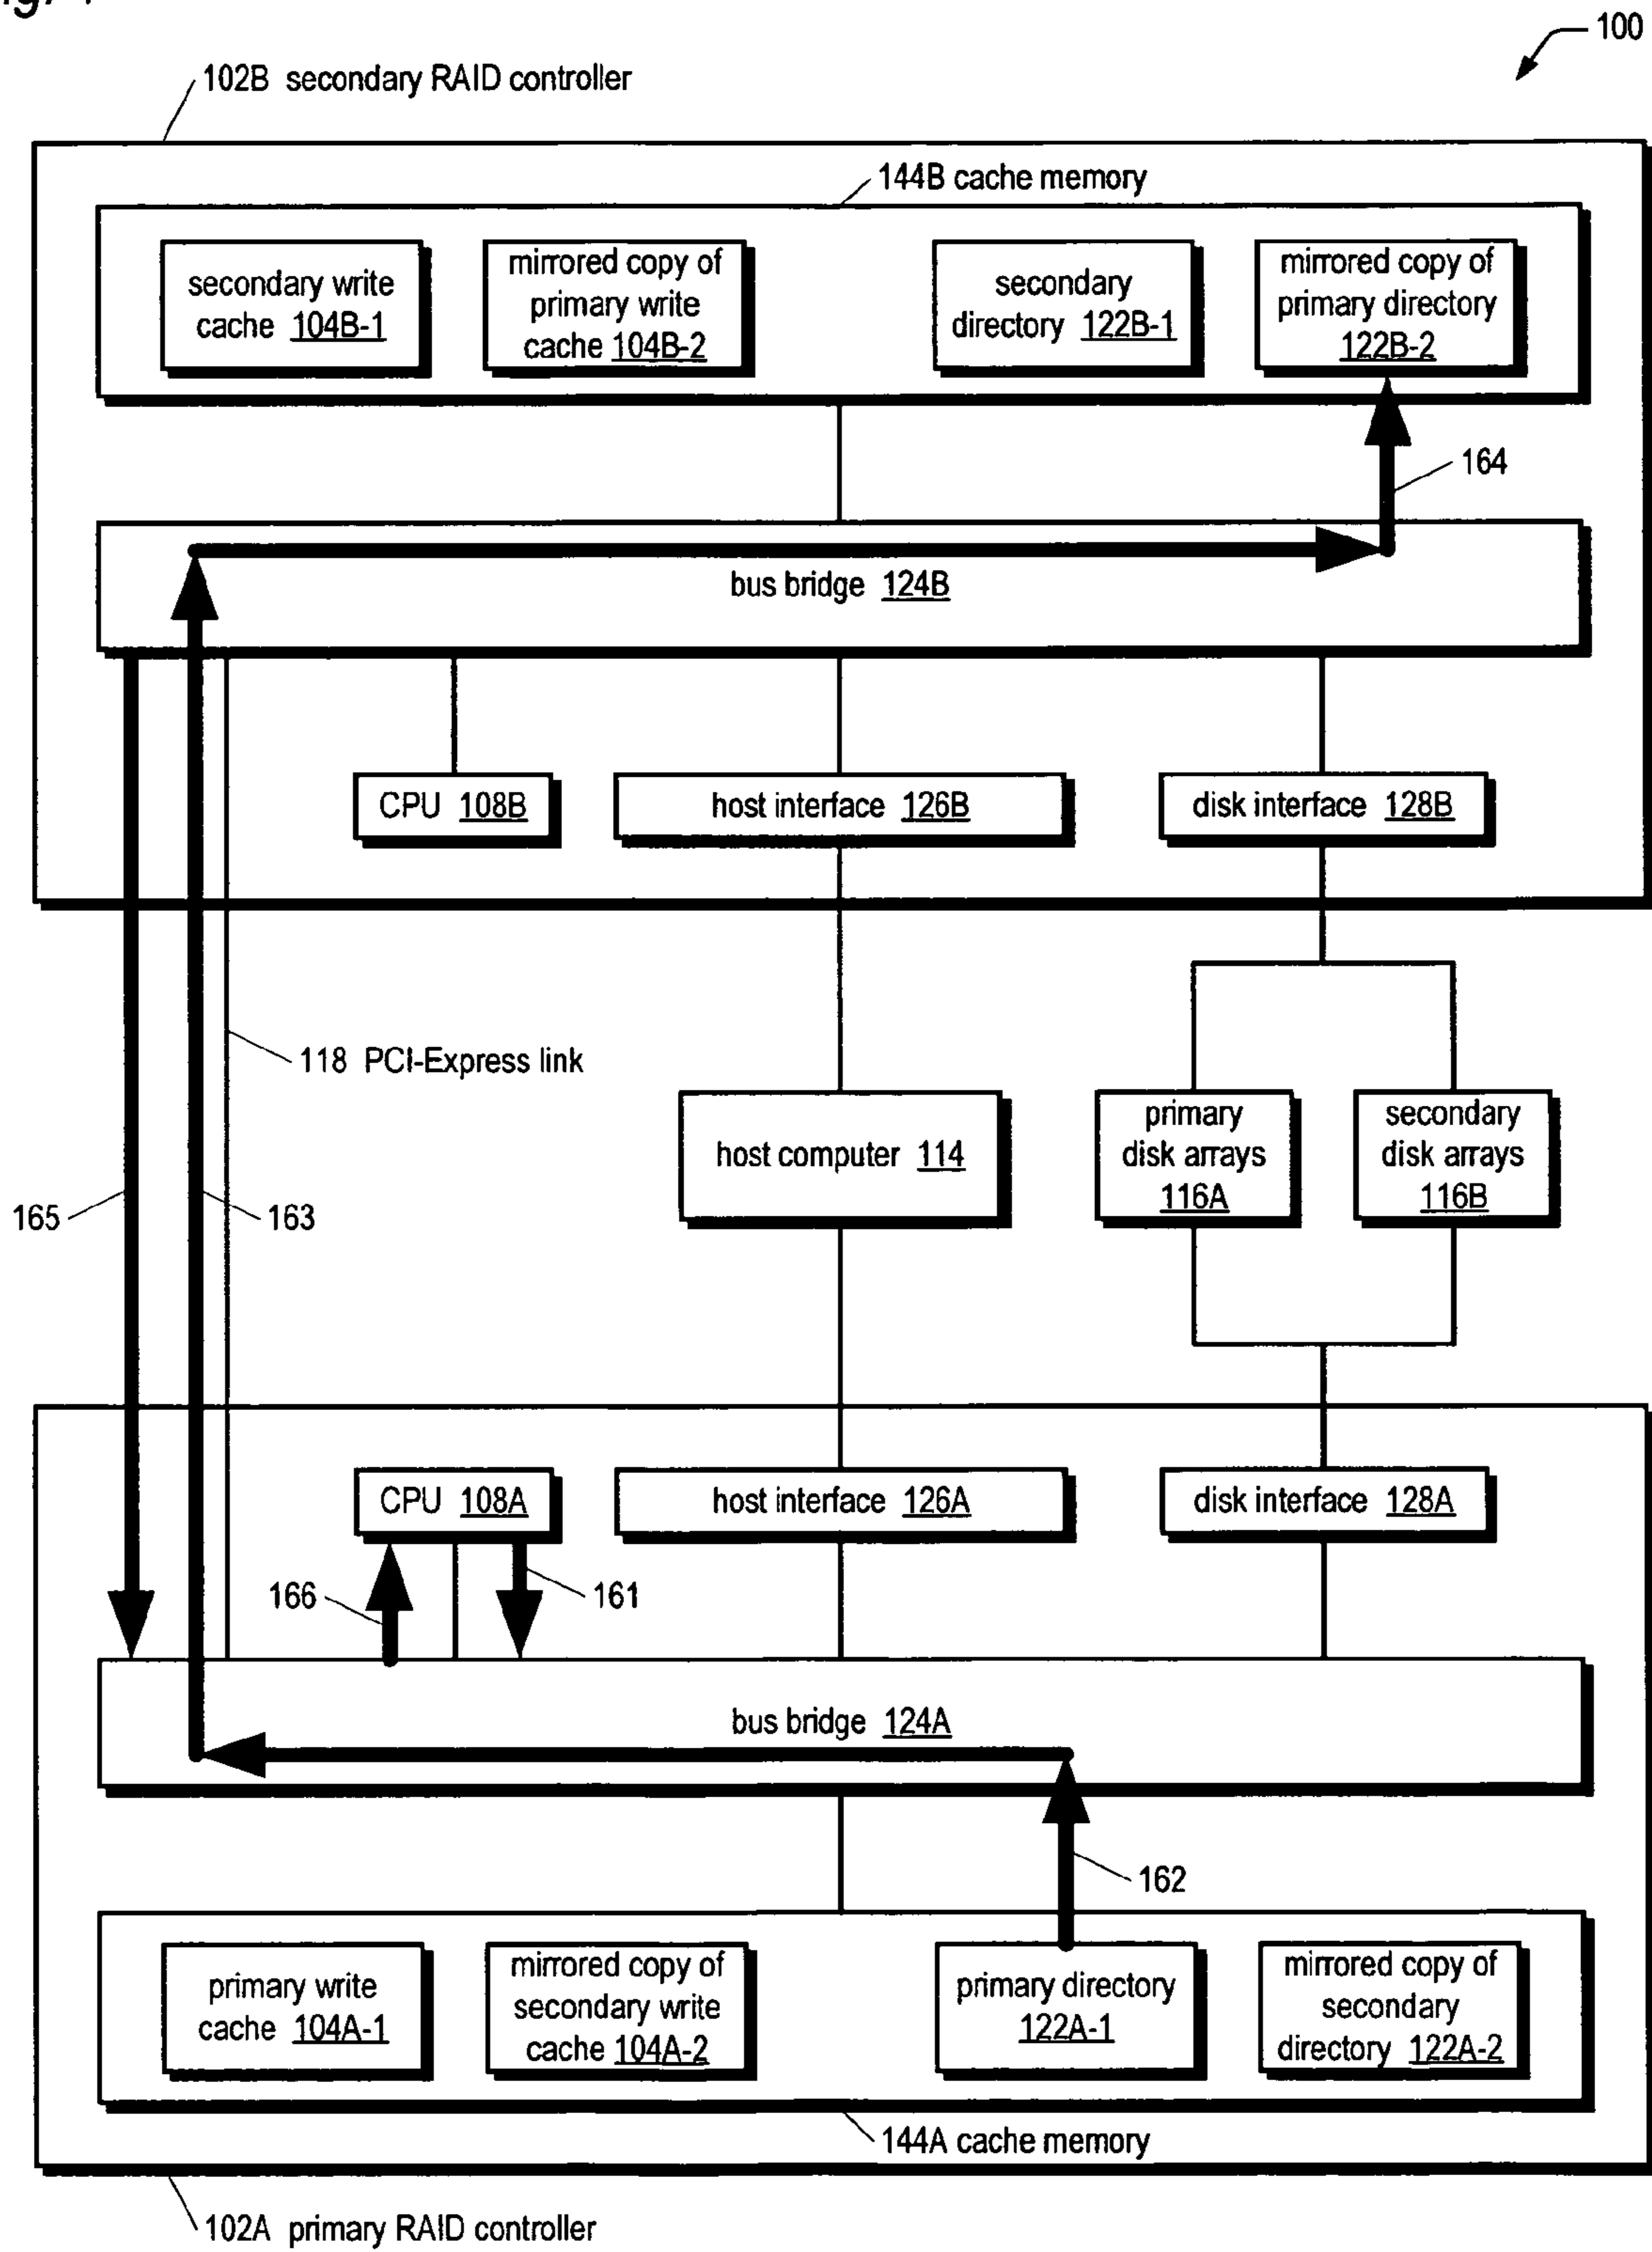 100
102B secondary RAID controller
144B cache memory
secondary write
cache 104B-1
mirrored copy of
primary write
cache 104B-2
secondary
directory 122B-1
mirrored copy of
primary directory
122B-2
164
bus bridge 124B
CPU 108B
host interface 126B
disk interface 128B
118 PCI-Express link
host computer 114
primary
disk arrays
116A
secondary
disk arrays
116B
165
163
CPU 108A
host interface 126A
disk interface 128A
166
161
bus bridge 124A
162
primary write
cache 104A-1
mirrored copy of
secondary write
cache 104A-2
primary directory
122A-1
mirrored copy of
secondary
directory 122A-2
144A cache memory
102A primary RAID controller